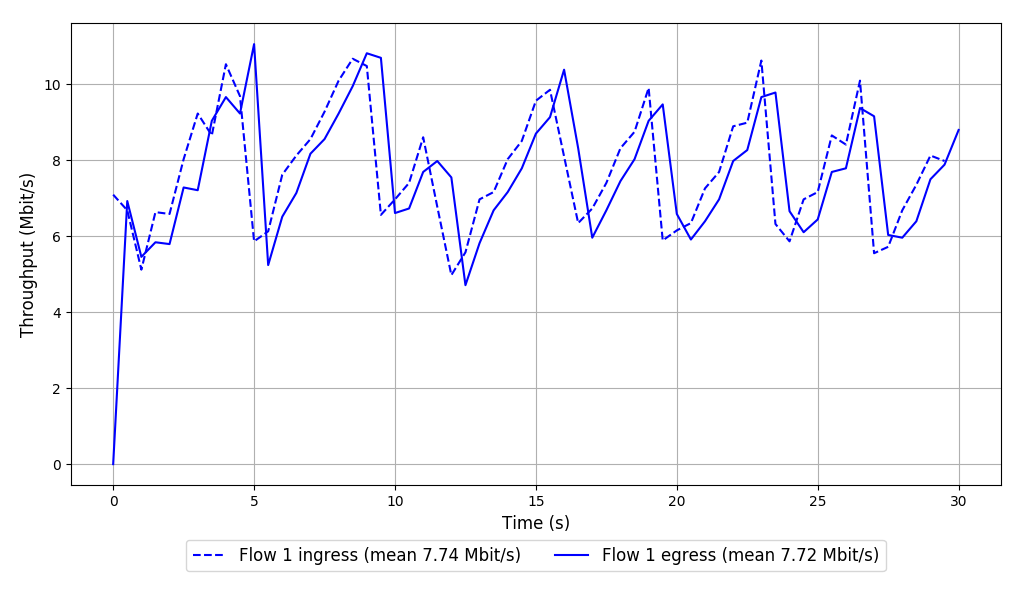 Throughput (Mbit/s)
10
8
6
4
2
0
0 5 10 15 20 25 30
Time (s)
Flow 1 ingress (mean 7.74 Mbit/s) Flow 1 egress (mean 7.72 Mbit/s)